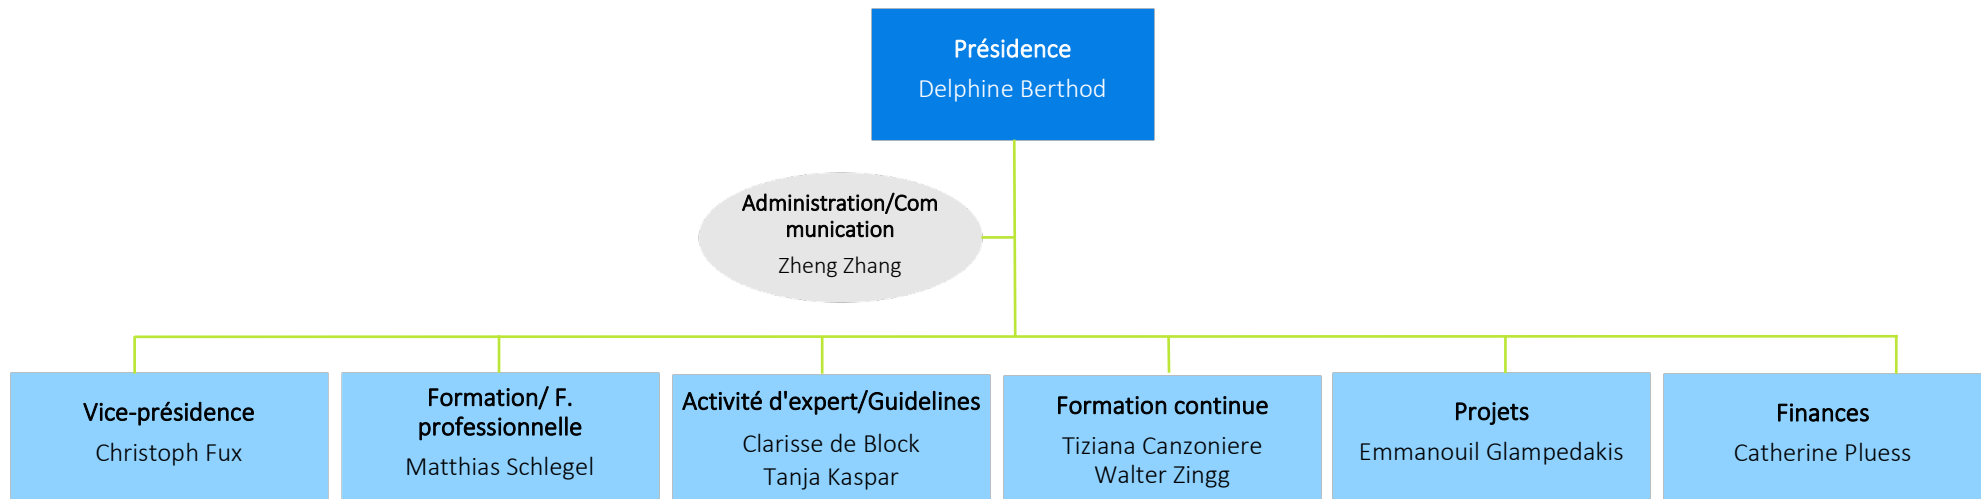 Présidence
Delphine Berthod
Administration/Com
munication
Zheng Zhang
Vice-présidence
Christoph Fux
Formation/ F.
professionnelle
Matthias Schlegel
Activité d'expert/Guidelines
Clarisse de Block
Tanja Kaspar
Formation continue
Tiziana Canzoniere
Walter Zingg
Projets
Emmanouil Glampedakis
Finances
Catherine Pluess